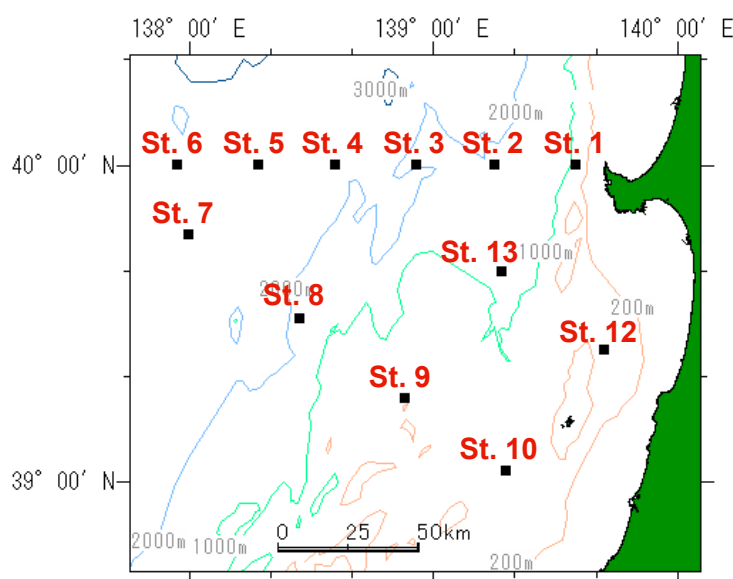 138° 00′ E 139° 00′ E 140° 00′ E
3000m
2000m
St. 6 St. 5 St. 4 St. 3 St. 2 St. 1
40° 00′ N
St. 7
St. 13 1000m
2000m
St. 8
200m
St. 12
St. 9
St. 10
39° 00′ N
0 25 50km
2000m 1000m 200m